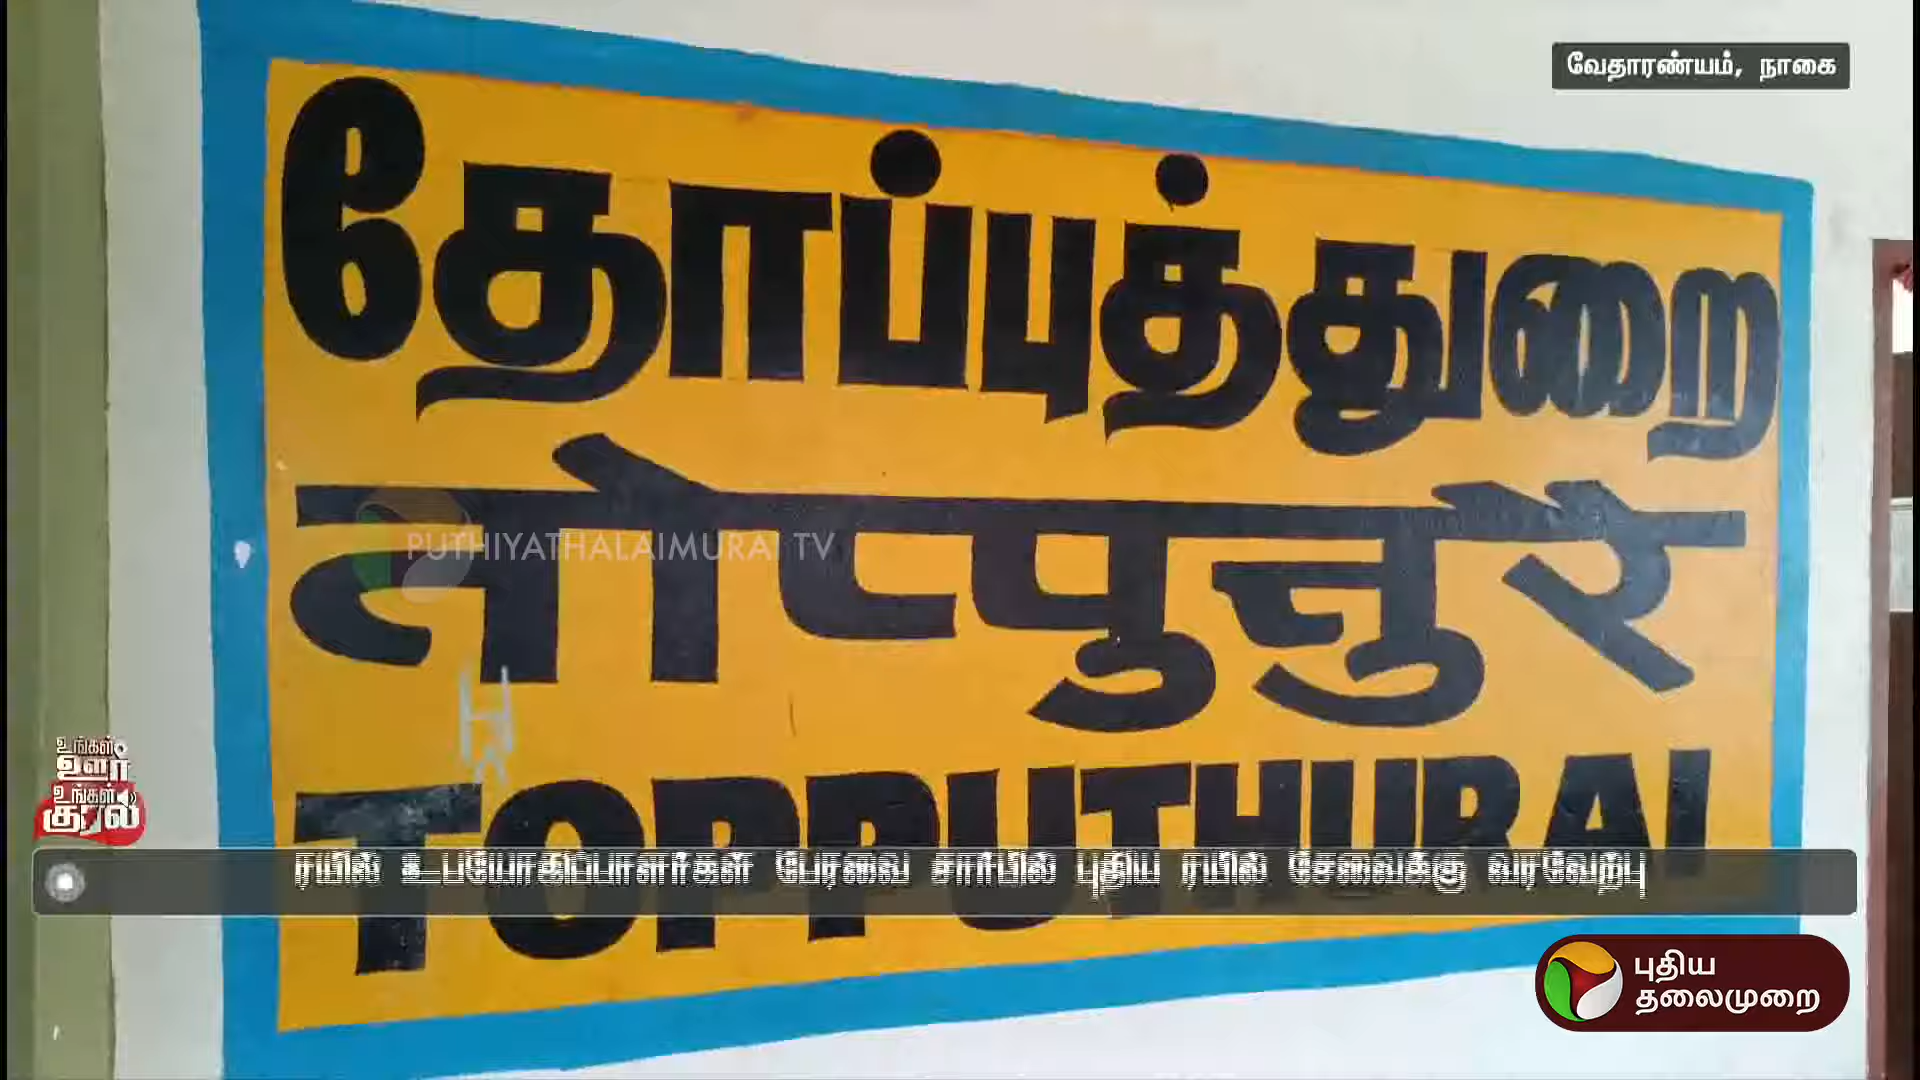 வேதாரண்யம், நாகை
தோப்புத்துறை
तोप्पुत्तुरै
PUTHIYATHALAIMURAI TV
TOPPUTHURAI
உங்கள்
ஊர்
உங்கள்
குரல்
ரயில் உபயோகிப்பாளர்கள் பேரவை சார்பில் புதிய ரயில் சேவைக்கு வரவேற்பு
புதிய
தலைமுறை